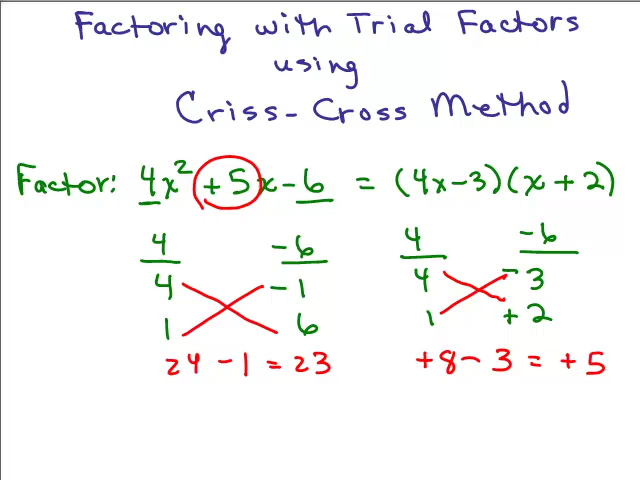 Factoring with Trial Factors
using
Criss-Cross Method
Factor: 4x² +5x-6 = (4x-3)(x+2)
4 -6 4 -6
4 -1 4 -3
1 6 1 +2
24-1=23 +8-3=+5